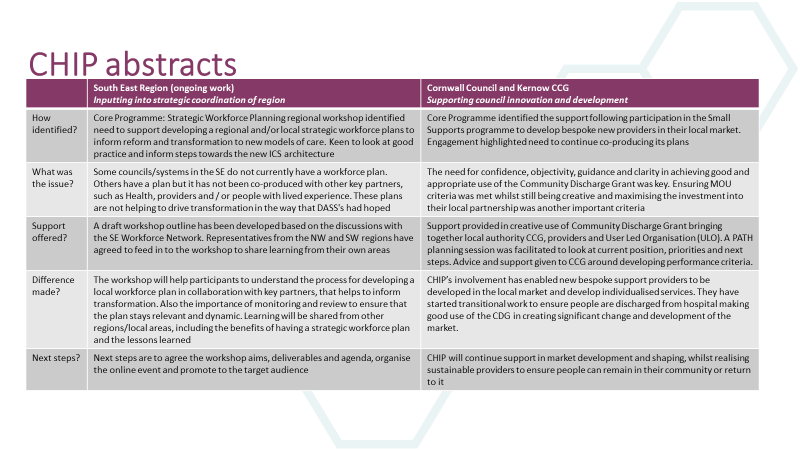 CHIP abstracts
South East Region (ongoing work)
Inputting into strategic coordination of region
Cornwall Council and Kernow CCG
Supporting council innovation and development
How
identified?
Core Programme: Strategic Workforce Planning regional workshop identified
need to support developing a regional and/or local strategic workforce plans to
inform reform and transformation to new models of care. Keen to look at good
practice and inform steps towards the new ICS architecture
Core Programme identified the support following participation in the Small
Supports programme to develop bespoke new providers in their local market.
Engagement highlighted need to continue co-producing its plans
What was
the issue?
Some councils/systems in the SE do not currently have a workforce plan.
Others have a plan but it has not been co-produced with other key partners,
such as Health, providers and / or people with lived experience. These plans
are not helping to drive transformation in the way that DASS's had hoped
The need for confidence, objectivity, guidance and clarity in achieving good and
appropriate use of the Community Discharge Grant was key. Ensuring MOU
criteria was met whilst still being creative and maximising the investment into
their local partnership was another important criteria
Support
offered?
A draft workshop outline has been developed based on the discussions with
the SE Workforce Network. Representatives from the NW and SW regions have
agreed to feed in to the workshop to share learning from their own areas
Support provided in creative use of Community Discharge Grant bringing
together local authority CCG, providers and User Led Organisation (ULO). A PATH
planning session was facilitated to look at current position, priorities and next
steps. Advice and support given to CCG around developing performance criteria.
Difference
made?
The workshop will help participants to understand the process for developing a
local workforce plan in collaboration with key partners, that helps to inform
transformation. Also the importance of monitoring and review to ensure that
the plan stays relevant and dynamic. Learning will be shared from other
regions/local areas, including the benefits of having a strategic workforce plan
and the lessons learned
CHIP's involvement has enabled new bespoke support providers to be
developed in the local market and develop individualised services. They have
started transitional work to ensure people are discharged from hospital making
good use of the CDG in creating significant change and development of the
market.
Next steps?
Next steps are to agree the workshop aims, deliverables and agenda, organise
the online event and promote to the target audience
CHIP will continue support in market development and shaping, whilst realising
sustainable providers to ensure people can remain in their community or return
to it